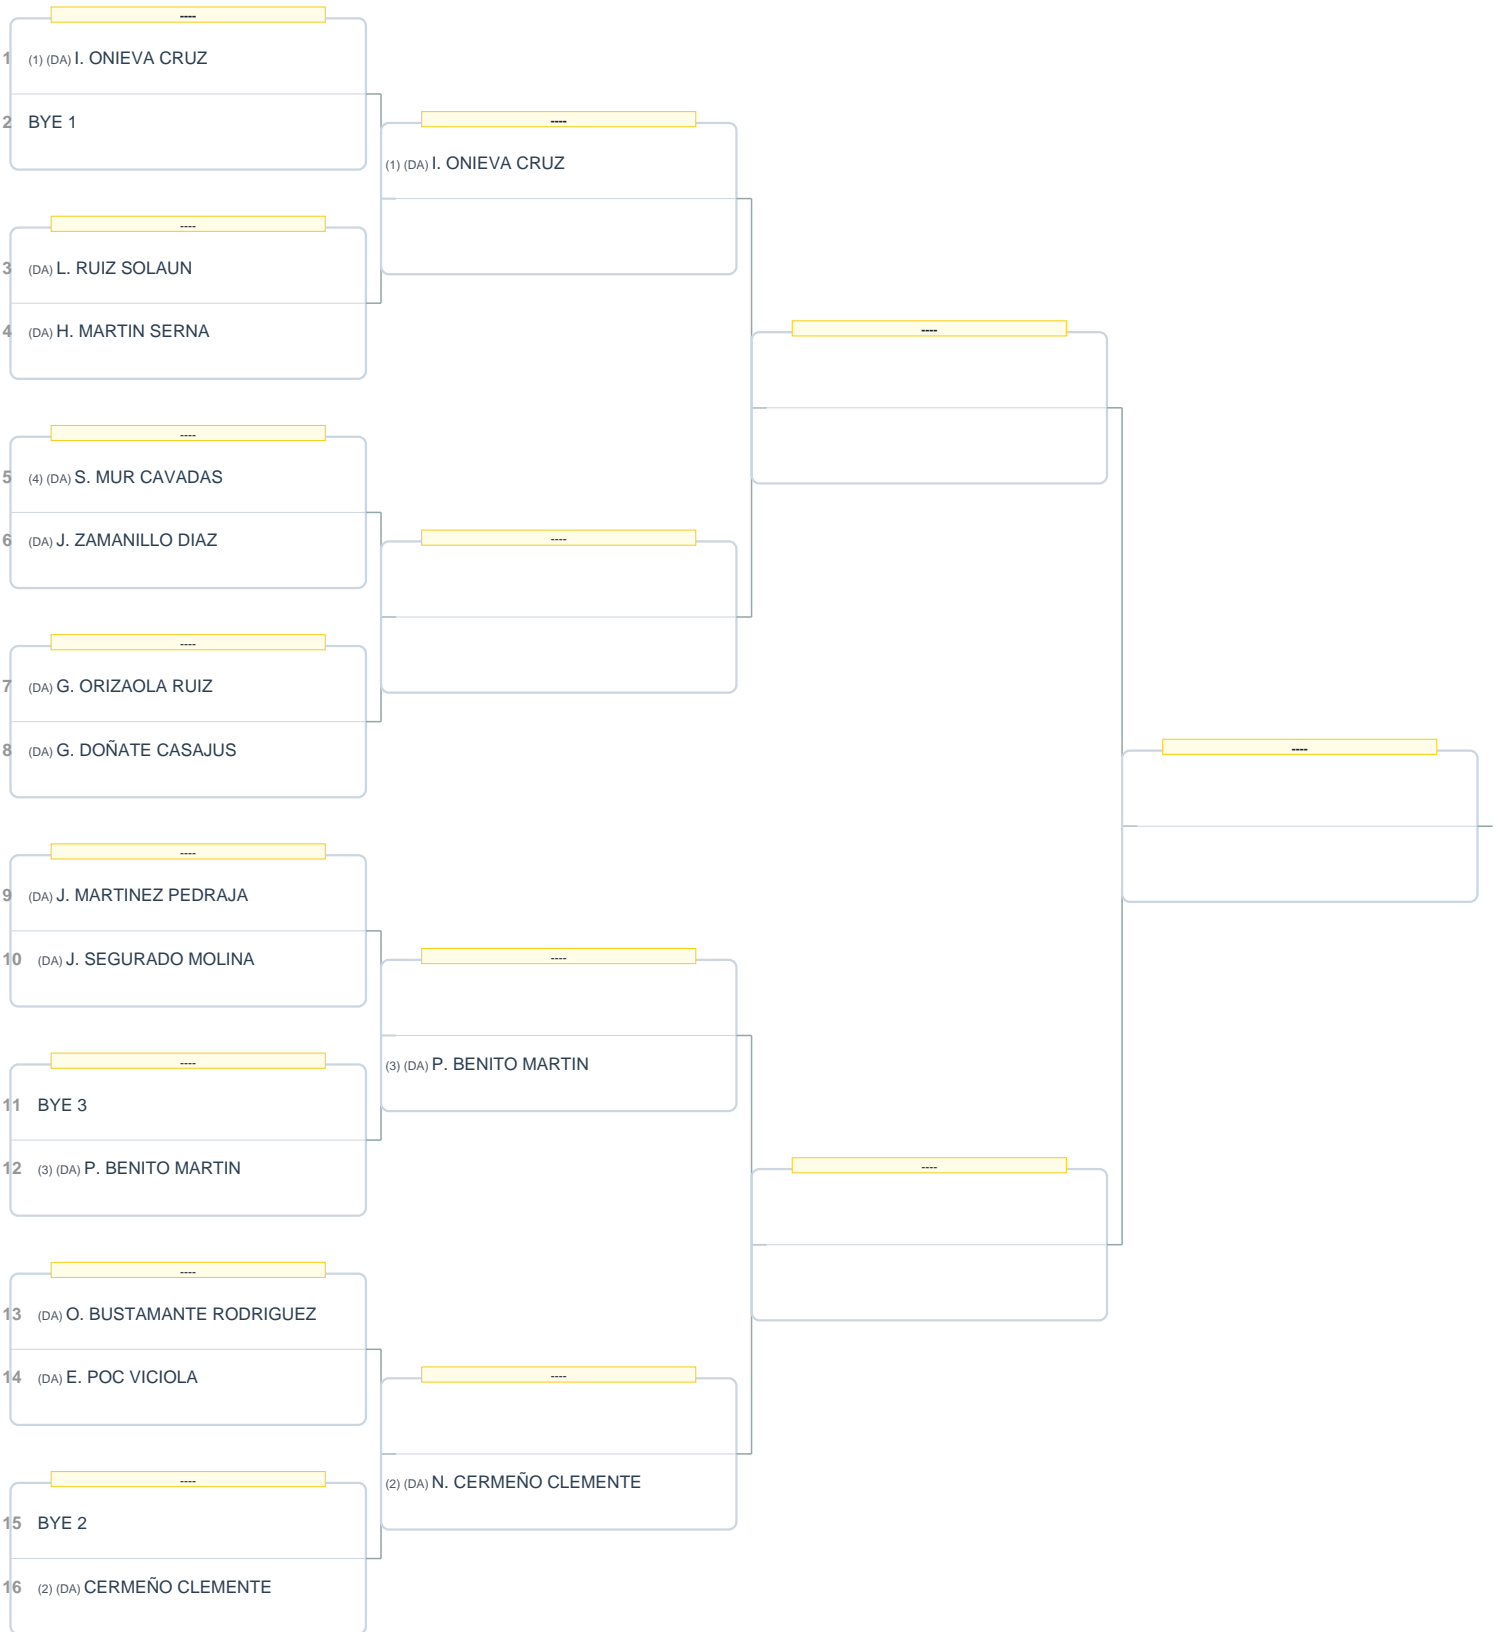 ----
1 (1) (DA) I. ONIEVA CRUZ
2 BYE 1
----
(1) (DA) I. ONIEVA CRUZ
----
3 (DA) L. RUIZ SOLAUN
4 (DA) H. MARTIN SERNA
----
----
5 (4) (DA) S. MUR CAVADAS
6 (DA) J. ZAMANILLO DIAZ
----
----
7 (DA) G. ORIZAOLA RUIZ
8 (DA) G. DOÑATE CASAJUS
----
----
9 (DA) J. MARTINEZ PEDRAJA
10 (DA) J. SEGURADO MOLINA
----
(3) (DA) P. BENITO MARTIN
----
11 BYE 3
12 (3) (DA) P. BENITO MARTIN
----
----
13 (DA) O. BUSTAMANTE RODRIGUEZ
14 (DA) E. POC VICIOLA
----
(2) (DA) N. CERMEÑO CLEMENTE
----
15 BYE 2
16 (2) (DA) CERMEÑO CLEMENTE